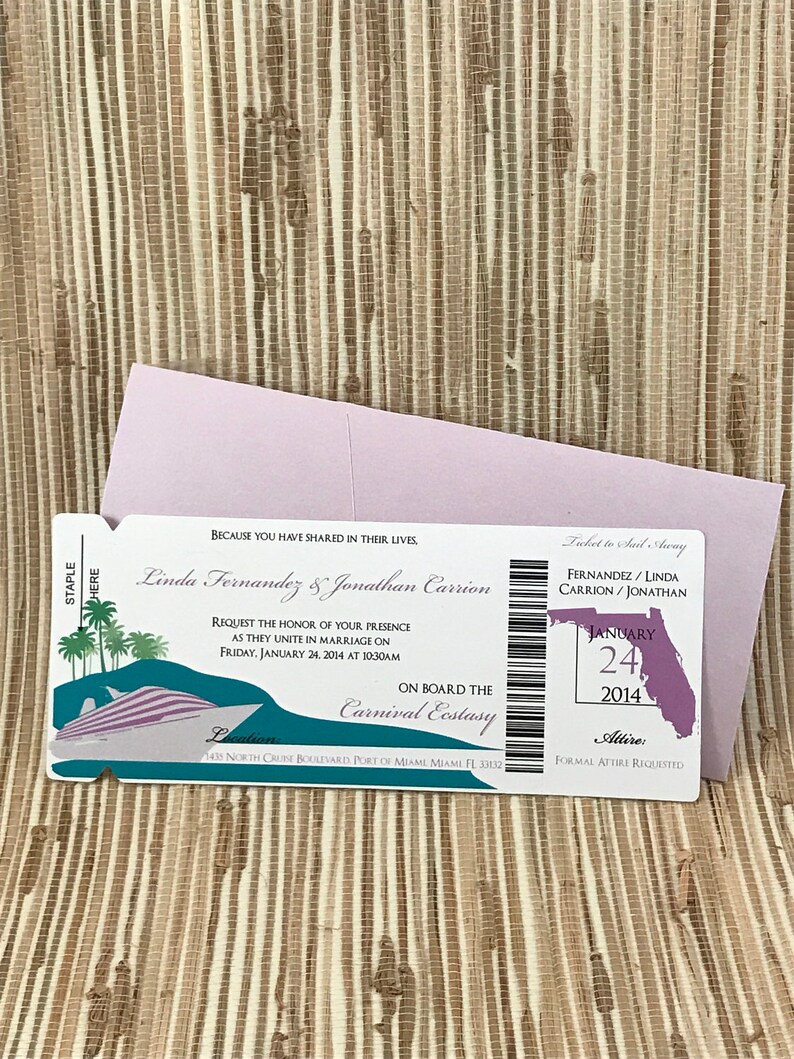 STAPLE
HERE
BECAUSE YOU HAVE SHARED IN THEIR LIVES,
Linda Fernandez & Jonathan Carrion
REQUEST THE HONOR OF YOUR PRESENCE
AS THEY UNITE IN MARRIAGE ON
FRIDAY, JANUARY 24, 2014 AT 10:30AM
ON BOARD THE
Carnival Ecstasy
Location:
1435 NORTH CRUISE BOULEVARD, PORT OF MIAMI, MIAMI, FL 33132
Ticket to Sail Away
FERNANDEZ / LINDA
CARRION / JONATHAN
JANUARY
24
2014
Attire:
FORMAL ATTIRE REQUESTED